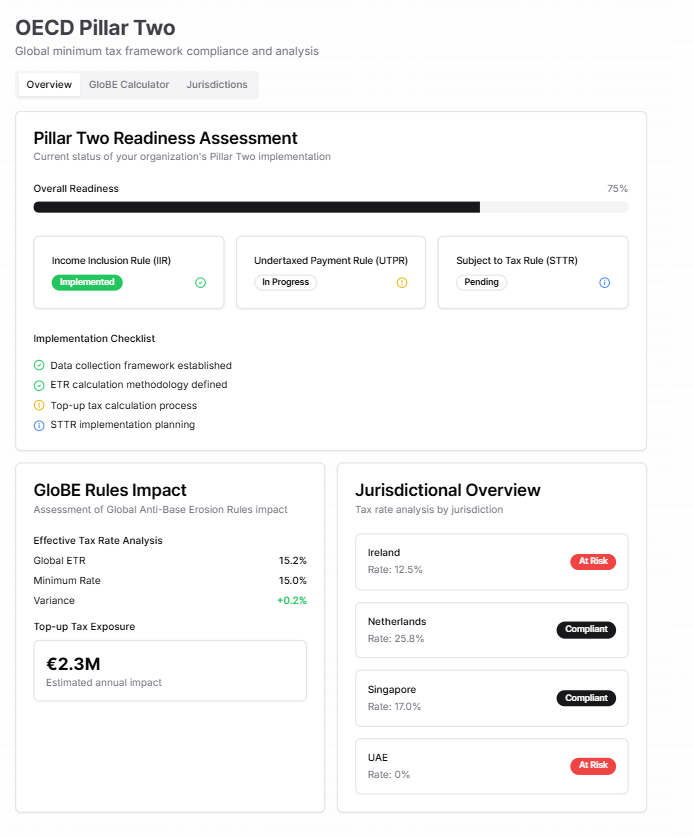 OECD Pillar Two
Global minimum tax framework compliance and analysis
Overview GloBE Calculator Jurisdictions
Pillar Two Readiness Assessment
Current status of your organization's Pillar Two implementation
Overall Readiness 75%
Income Inclusion Rule (IIR)
Implemented
Undertaxed Payment Rule (UTPR)
In Progress
Subject to Tax Rule (STTR)
Pending
Implementation Checklist
Data collection framework established
ETR calculation methodology defined
Top-up tax calculation process
STTR implementation planning
GloBE Rules Impact
Assessment of Global Anti-Base Erosion Rules impact
Effective Tax Rate Analysis
Global ETR 15.2%
Minimum Rate 15.0%
Variance +0.2%
Top-up Tax Exposure
€2.3M
Estimated annual impact
Jurisdictional Overview
Tax rate analysis by jurisdiction
Ireland
Rate: 12.5%
At Risk
Netherlands
Rate: 25.8%
Compliant
Singapore
Rate: 17.0%
Compliant
UAE
Rate: 0%
At Risk